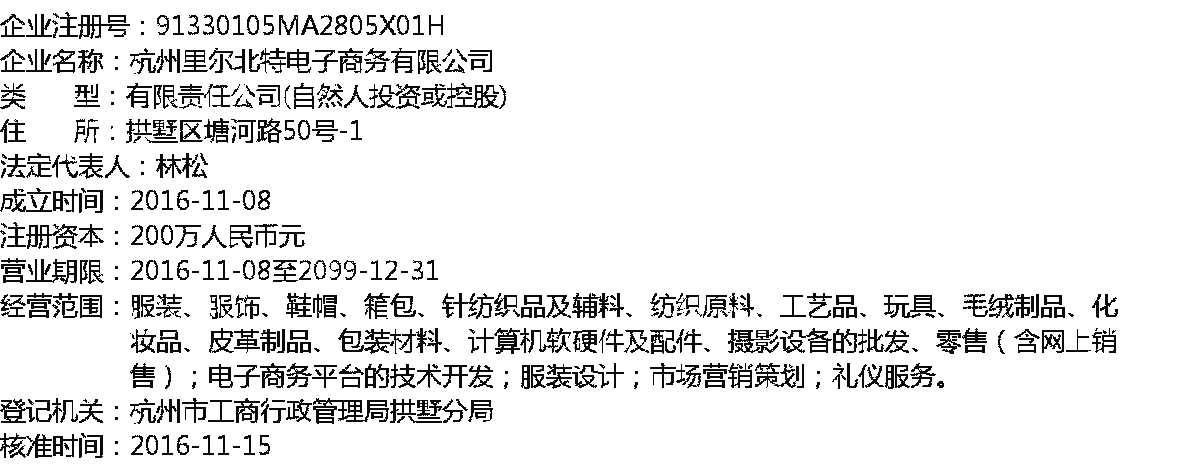 企业注册号：91330105MA2805X01H
企业名称：杭州里尔北特电子商务有限公司
类　　型：有限责任公司(自然人投资或控股)
住　　所：拱墅区塘河路50号-1
法定代表人：林松
成立时间：2016-11-08
注册资本：200万人民币元
营业期限：2016-11-08至2099-12-31
经营范围：服装、服饰、鞋帽、箱包、针纺织品及辅料、纺织原料、工艺品、玩具、毛绒制品、化
妆品、皮革制品、包装材料、计算机软硬件及配件、摄影设备的批发、零售（含网上销
售）；电子商务平台的技术开发；服装设计；市场营销策划；礼仪服务。
登记机关：杭州市工商行政管理局拱墅分局
核准时间：2016-11-15